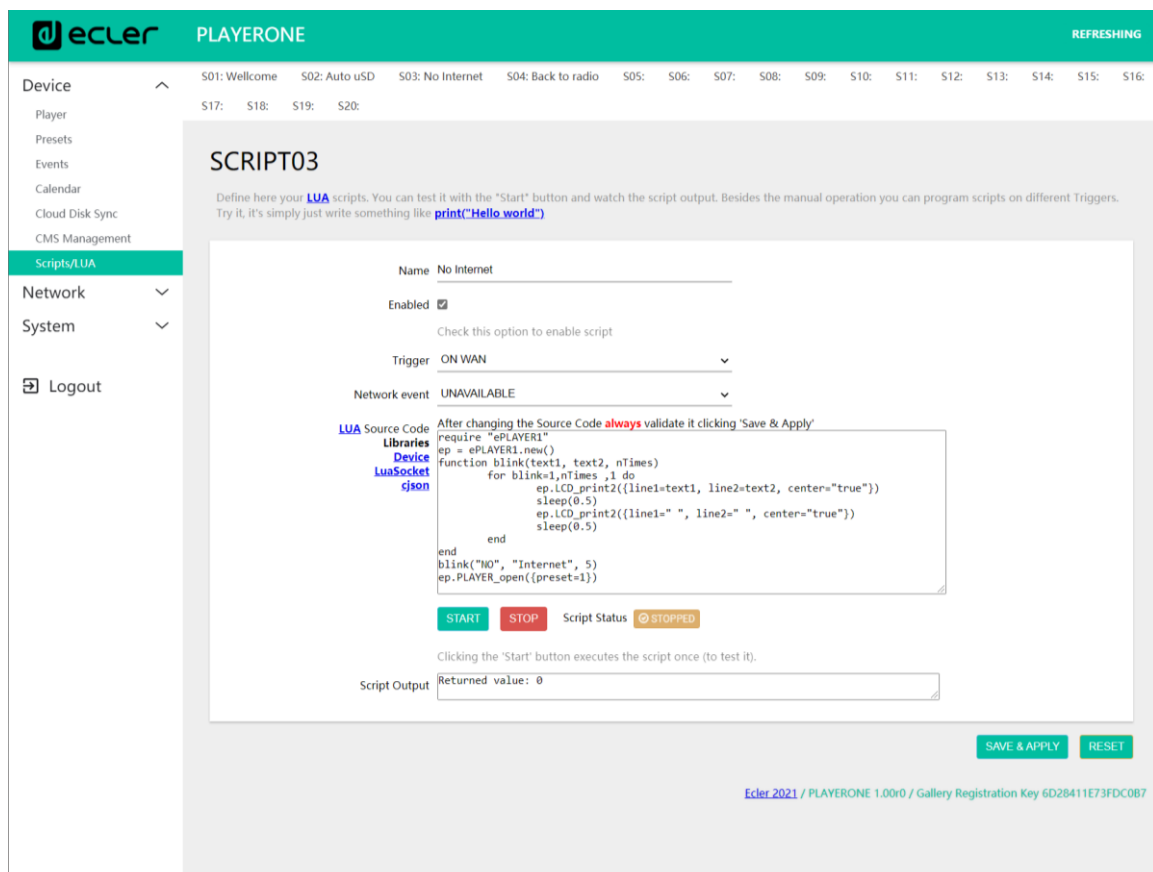 ecler
PLAYERONE
REFRESHING
Device
Player
Presets
Events
Calendar
Cloud Disk Sync
CMS Management
Scripts/LUA
Network
System
Logout
S01: Wellcome S02: Auto uSD S03: No Internet S04: Back to radio S05: S06: S07: S08: S09: S10: S11: S12: S13: S14: S15: S16:
S17: S18: S19: S20:
SCRIPT03
Define here your LUA scripts. You can test it with the "Start" button and watch the script output. Besides the manual operation you can program scripts on different Triggers.
Try it, it's simply just write something like print("Hello world")
Name No Internet
Enabled
Check this option to enable script
Trigger ON WAN
Network event UNAVAILABLE
LUA Source Code
Libraries
Device
LuaSocket
cjson
After changing the Source Code always validate it clicking 'Save & Apply'
require "ePLAYER1"
ep = ePLAYER1.new()
function blink(text1, text2, nTimes)
for blink=1,nTimes ,1 do
ep.LCD_print2({line1=text1, line2=text2, center="true"})
sleep(0.5)
ep.LCD_print2({line1=" ", line2=" ", center="true"})
sleep(0.5)
end
end
blink("NO", "Internet", 5)
ep.PLAYER_open({preset=1})
START STOP Script Status STOPPED
Clicking the 'Start' button executes the script once (to test it).
Script Output Returned value: 0
SAVE & APPLY RESET
Ecler 2021 / PLAYERONE 1.00r0 / Gallery Registration Key 6D28411E73FDC0B7